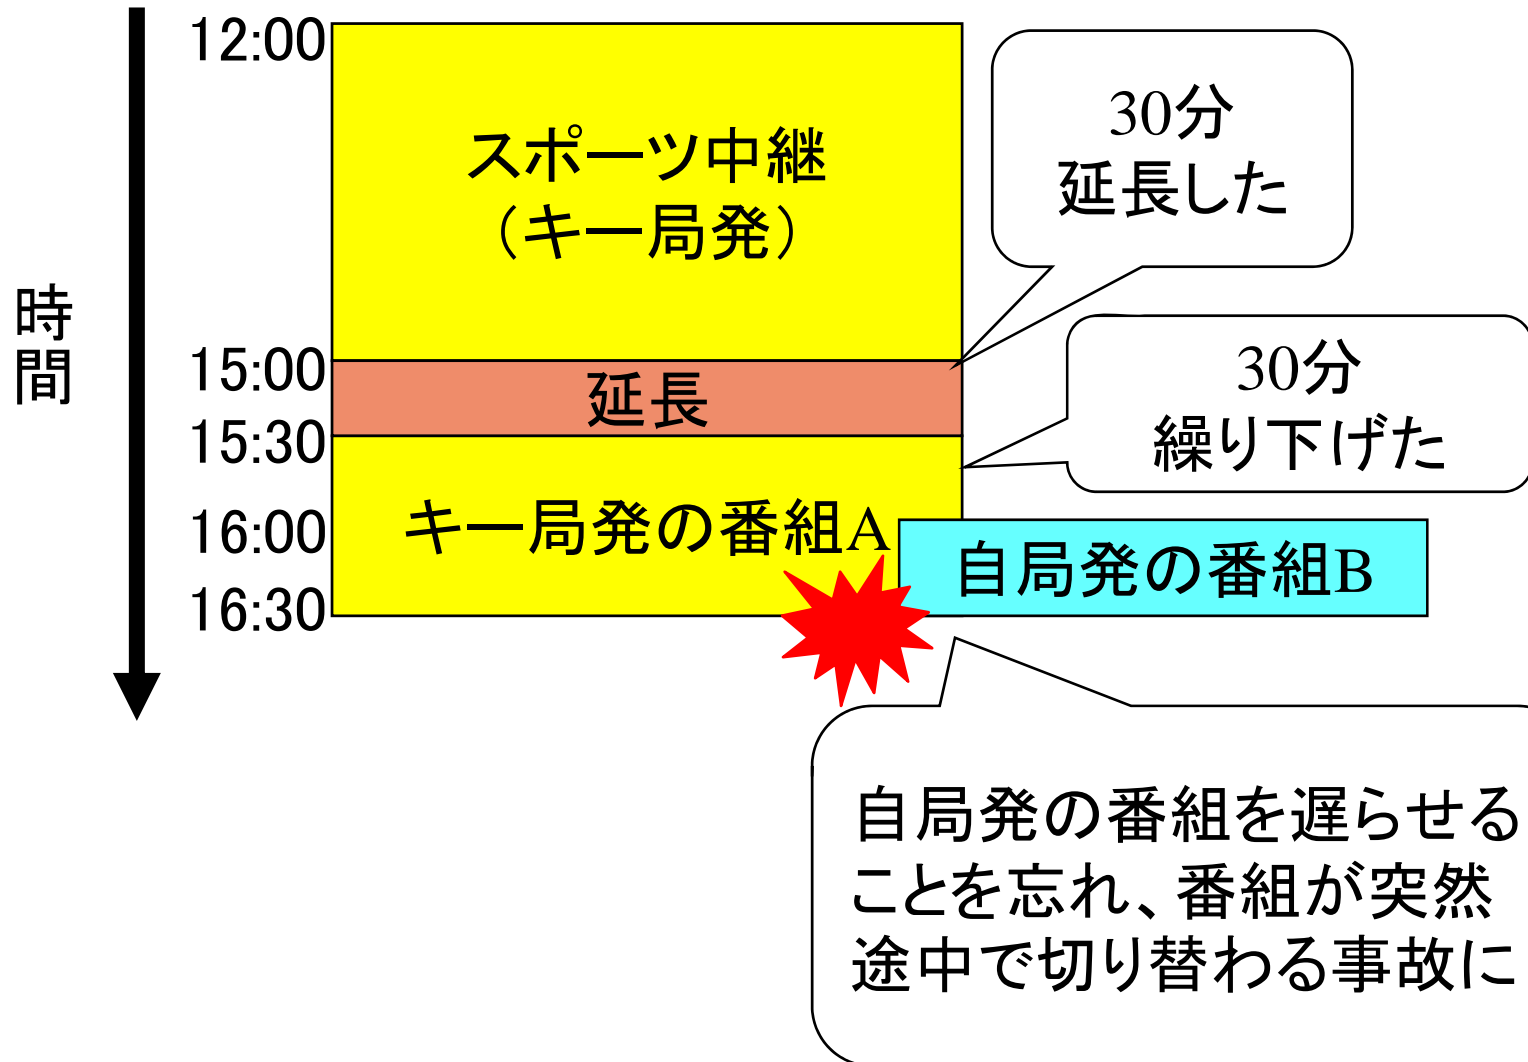 12:00
スポーツ中継
（キー局発）
30分
延長した
時間
15:00
延長
15:30
30分
繰り下げた
キー局発の番組A
16:00
自局発の番組B
16:30
自局発の番組を遅らせる
ことを忘れ、番組が突然
途中で切り替わる事故に